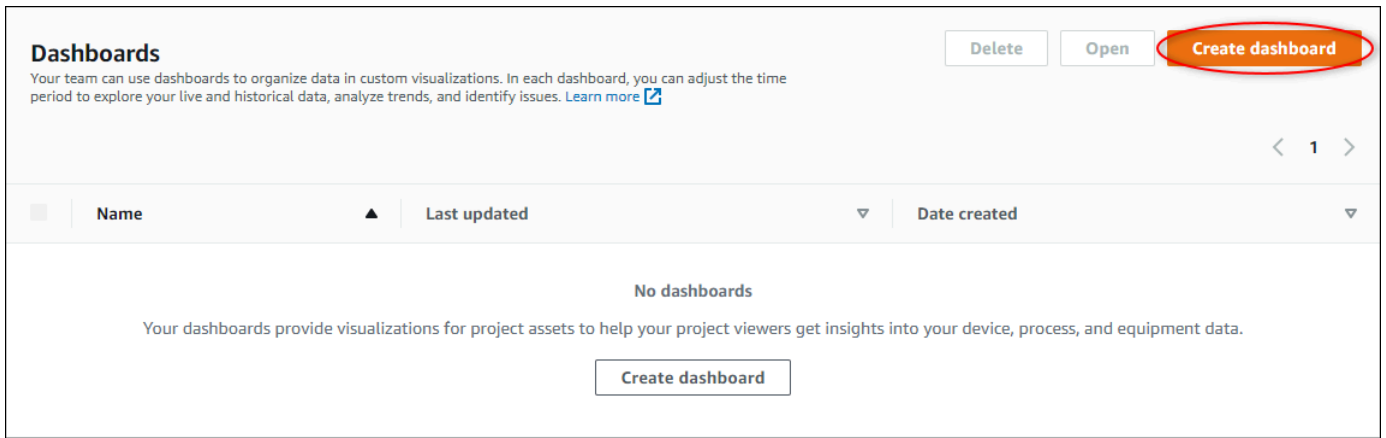 Dashboards
Delete
Open
Create dashboard
Your team can use dashboards to organize data in custom visualizations. In each dashboard, you can adjust the time
period to explore your live and historical data, analyze trends, and identify issues. Learn more
1
Name
Last updated
Date created
No dashboards
Your dashboards provide visualizations for project assets to help your project viewers get insights into your device, process, and equipment data.
Create dashboard